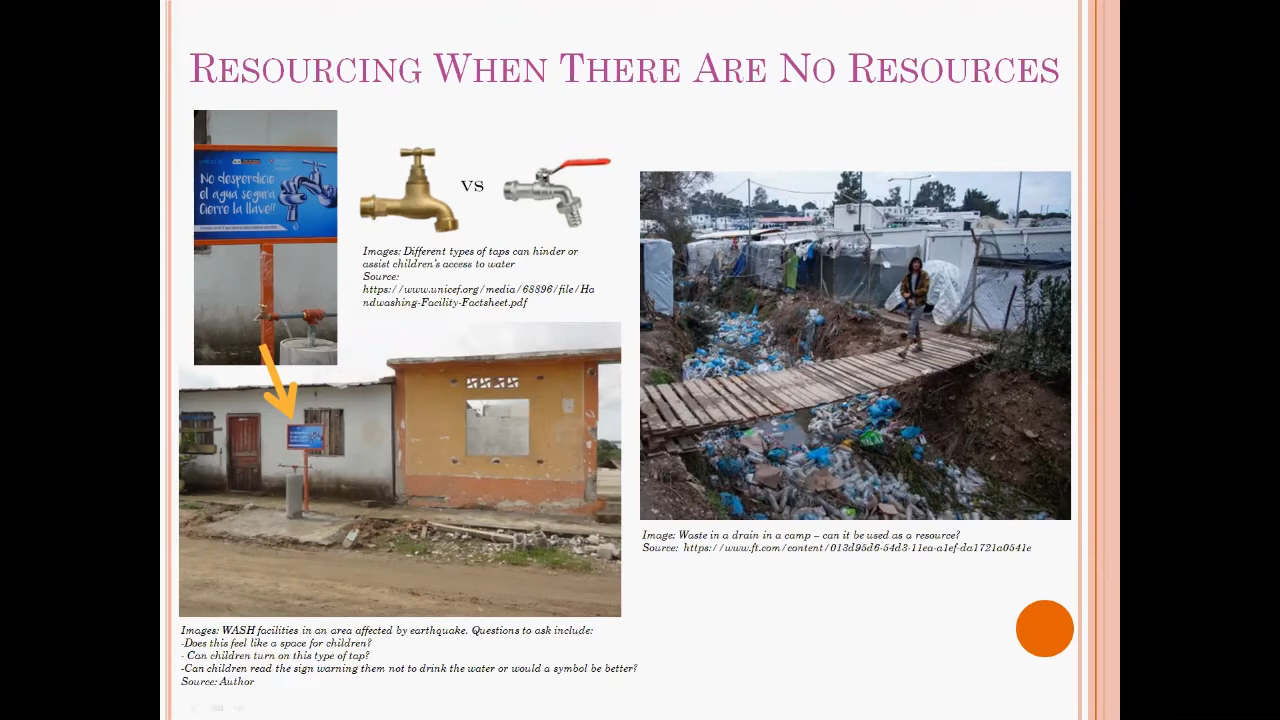 RESOURCING WHEN THERE ARE NO RESOURCES
unicef
No desperdicie
el agua segura
Cierre la llave!!
VS
Images: Different types of taps can hinder or
assist children's access to water
Source:
https://www.unicef.org/media/68896/file/Ha
ndwashing-Facility-Factsheet.pdf
Image: Waste in a drain in a camp – can it be used as a resource?
Source: https://www.ft.com/content/013d95d6-54d3-11ea-a1ef-da1721a0541e
Images: WASH facilities in an area affected by earthquake. Questions to ask include:
-Does this feel like a space for children?
- Can children turn on this type of tap?
-Can children read the sign warning them not to drink the water or would a symbol be better?
Source: Author